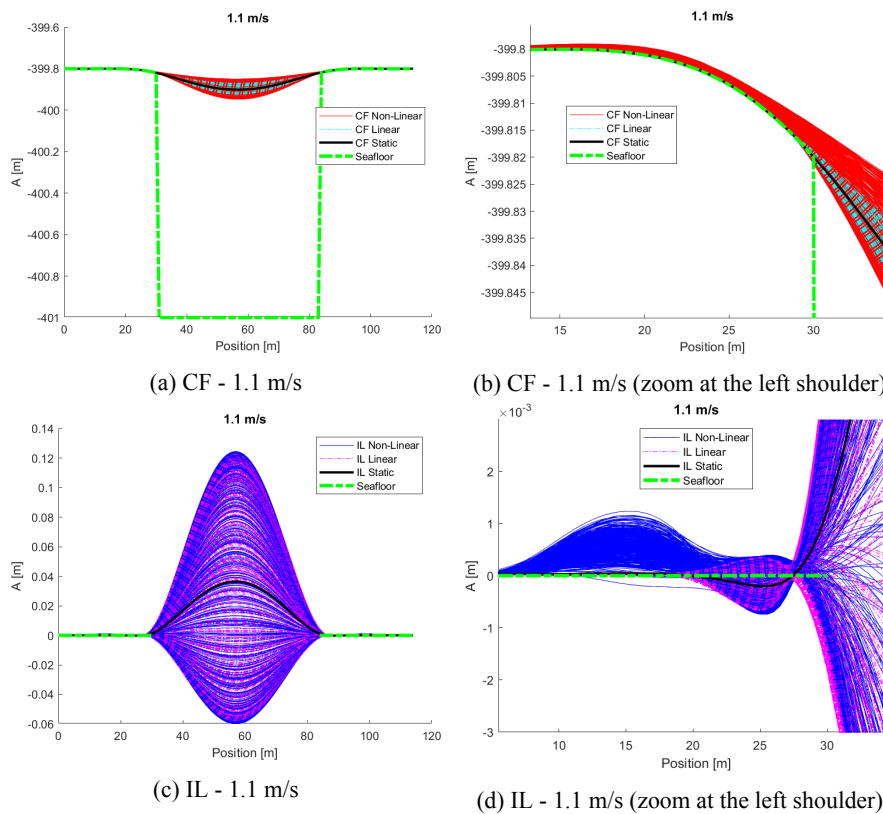 1.1 m/s
-399.6
-399.8
-400
-400.2
-400.4
-400.6
-400.8
-401
A [m]
0 20 40 60 80 100 120
Position [m]
CF Non-Linear
CF Linear
CF Static
Seafloor
(a) CF - 1.1 m/s
1.1 m/s
-399.8
-399.805
-399.81
-399.815
-399.82
-399.825
-399.83
-399.835
-399.84
-399.845
A [m]
15 20 25 30
Position [m]
CF Non-Linear
CF Linear
CF Static
Seafloor
(b) CF - 1.1 m/s (zoom at the left shoulder)
1.1 m/s
0.14
0.12
0.1
0.08
0.06
0.04
0.02
0
-0.02
-0.04
-0.06
A [m]
0 20 40 60 80 100 120
Position [m]
IL Non-Linear
IL Linear
IL Static
Seafloor
(c) IL - 1.1 m/s
×10⁻³
1.1 m/s
2
1
0
-1
-2
-3
A [m]
10 15 20 25 30
Position [m]
IL Non-Linear
IL Linear
IL Static
Seafloor
(d) IL - 1.1 m/s (zoom at the left shoulder)